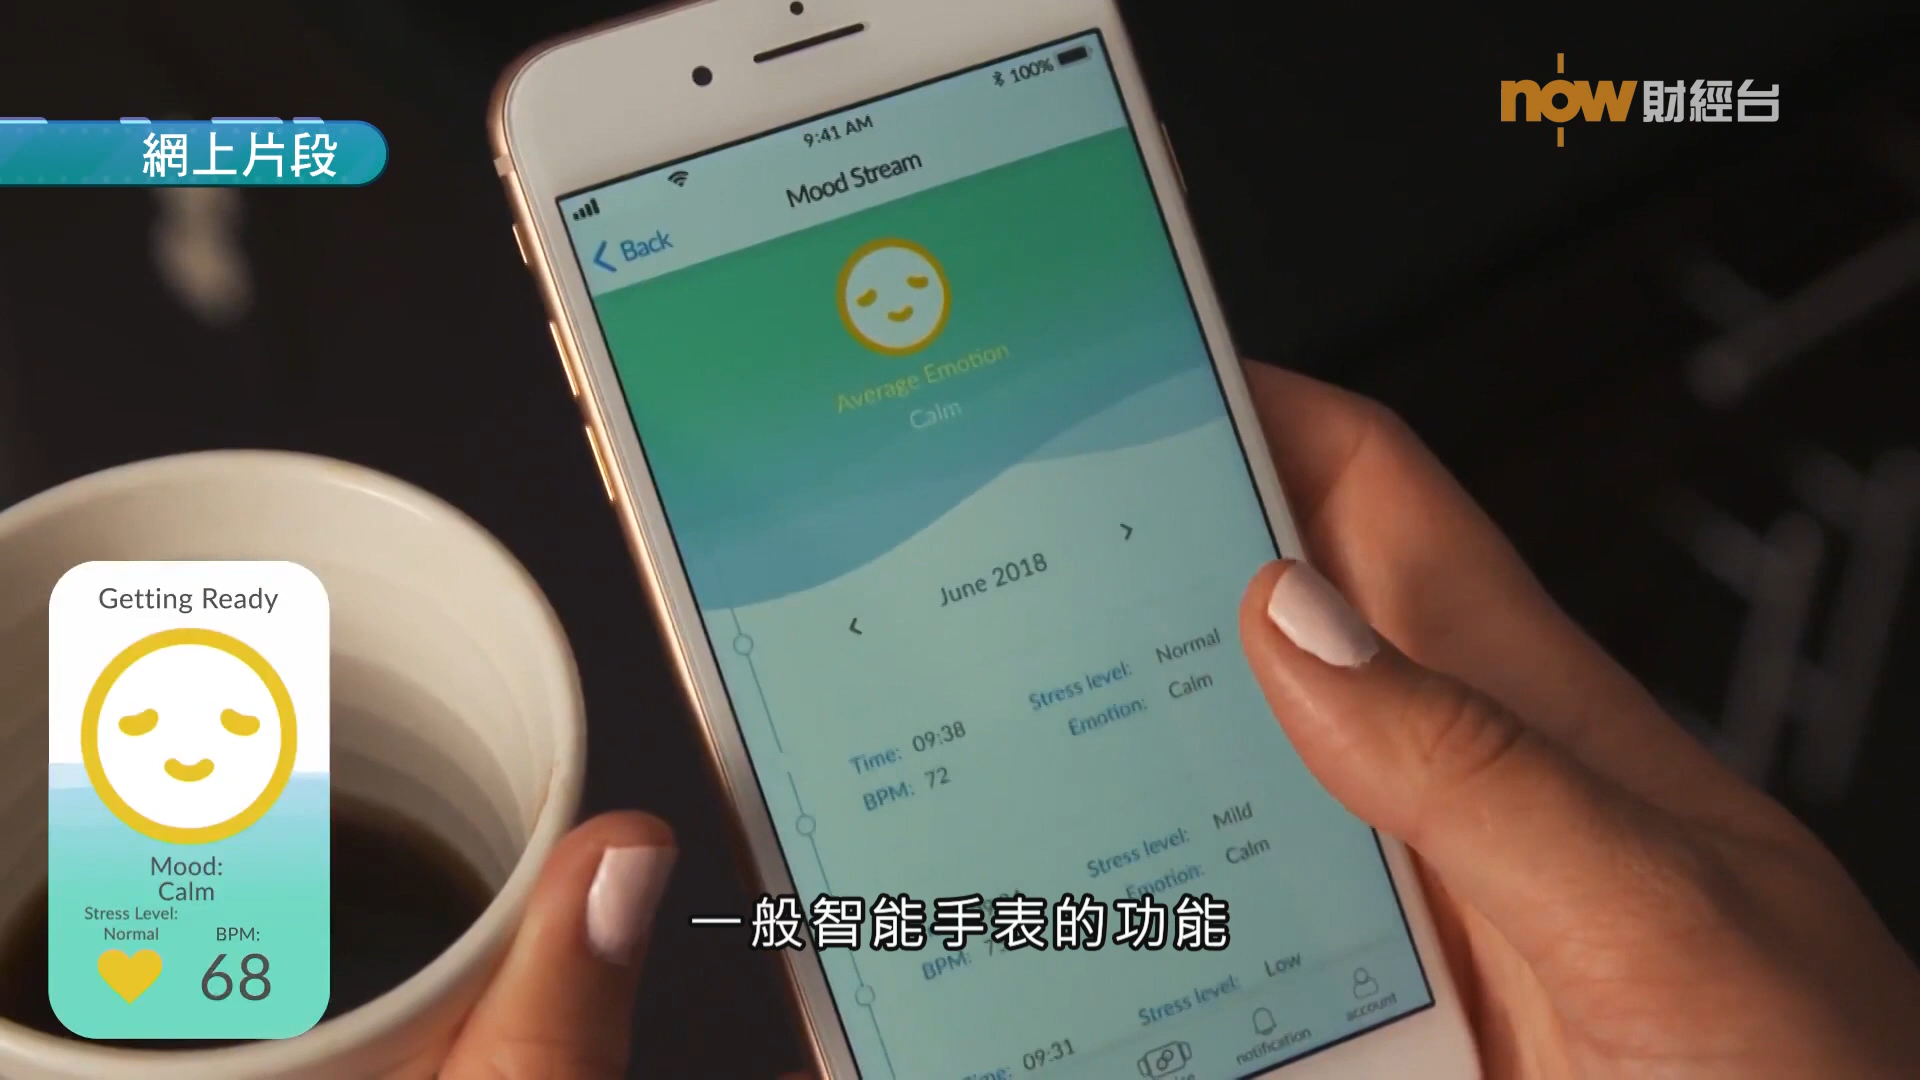 now財經台
網上片段
100%
9:41 AM
Mood Stream
Back
Average Emotion
Calm
June 2018
Stress level: Normal
Emotion: Calm
Time: 09:38
BPM: 72
Stress level: Mild
Emotion: Calm
BPM:
Stress level: Low
09:31
notification
account
Getting Ready
Mood:
Calm
Stress Level:
Normal
BPM:
68
一般智能手表的功能